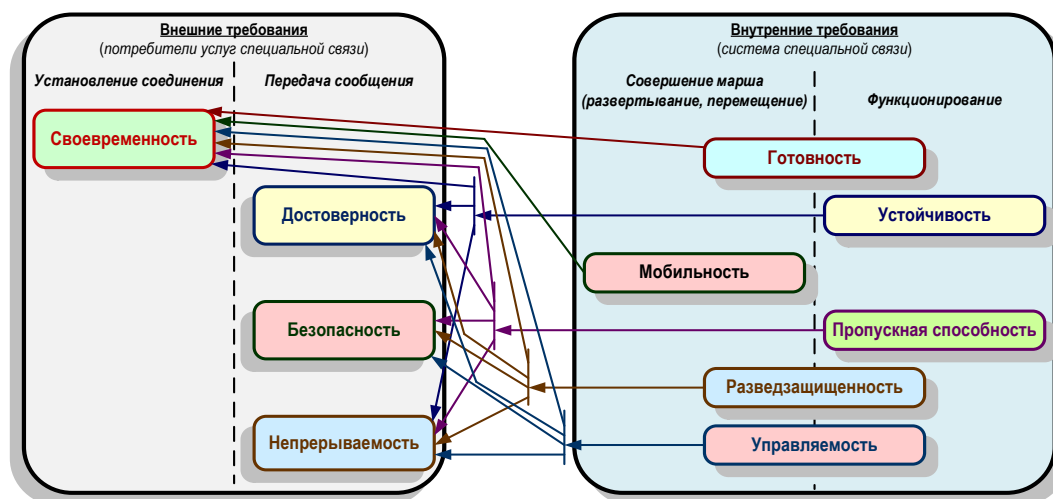 Внешние требования
(потребители услуг специальной связи)
Установление соединения
Передача сообщения
Своевременность
Достоверность
Безопасность
Непрерываемость
Внутренние требования
(система специальной связи)
Совершение марша
(развертывание, перемещение)
Функционирование
Готовность
Устойчивость
Мобильность
Пропускная способность
Разведзащищенность
Управляемость